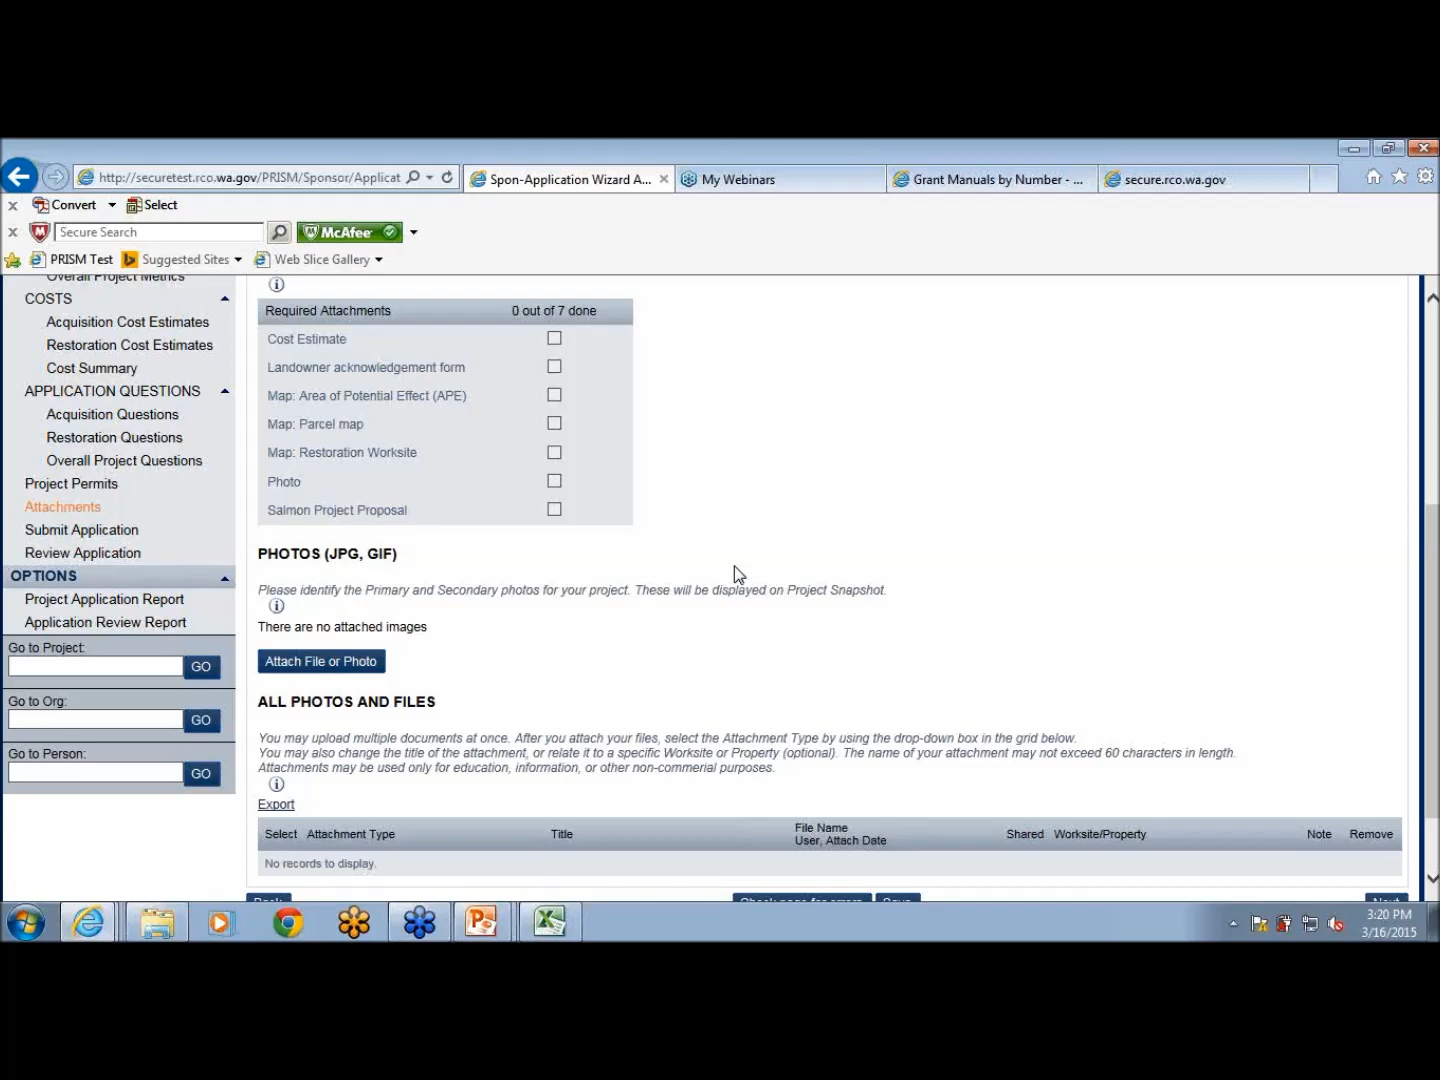 http://securetest.rco.wa.gov/PRISM/Sponsor/Applicat
Spon-Application Wizard A...
My Webinars
Grant Manuals by Number - ...
secure.rco.wa.gov
x Convert Select
x Secure Search McAfee
PRISM Test Suggested Sites Web Slice Gallery
Overall Project Metrics
COSTS
Acquisition Cost Estimates
Restoration Cost Estimates
Cost Summary
APPLICATION QUESTIONS
Acquisition Questions
Restoration Questions
Overall Project Questions
Project Permits
Attachments
Submit Application
Review Application
OPTIONS
Project Application Report
Application Review Report
Go to Project:
GO
Go to Org:
GO
Go to Person:
GO
Required Attachments 0 out of 7 done
Cost Estimate
Landowner acknowledgement form
Map: Area of Potential Effect (APE)
Map: Parcel map
Map: Restoration Worksite
Photo
Salmon Project Proposal
PHOTOS (JPG, GIF)
Please identify the Primary and Secondary photos for your project. These will be displayed on Project Snapshot.
There are no attached images
Attach File or Photo
ALL PHOTOS AND FILES
You may upload multiple documents at once. After you attach your files, select the Attachment Type by using the drop-down box in the grid below.
You may also change the title of the attachment, or relate it to a specific Worksite or Property (optional). The name of your attachment may not exceed 60 characters in length.
Attachments may be used only for education, information, or other non-commerial purposes.
Export
Select Attachment Type Title File Name User, Attach Date Shared Worksite/Property Note Remove
No records to display.
Back Check page for errors Save Next
3:20 PM
3/16/2015